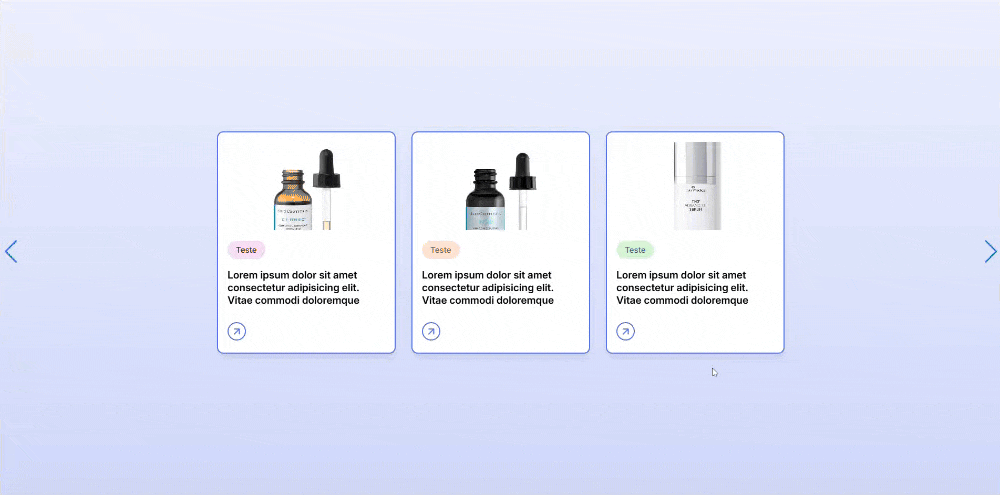 Teste
Lorem ipsum dolor sit amet
consectetur adipisicing elit.
Vitae commodi doloremque
Teste
Lorem ipsum dolor sit amet
consectetur adipisicing elit.
Vitae commodi doloremque
Teste
Lorem ipsum dolor sit amet
consectetur adipisicing elit.
Vitae commodi doloremque